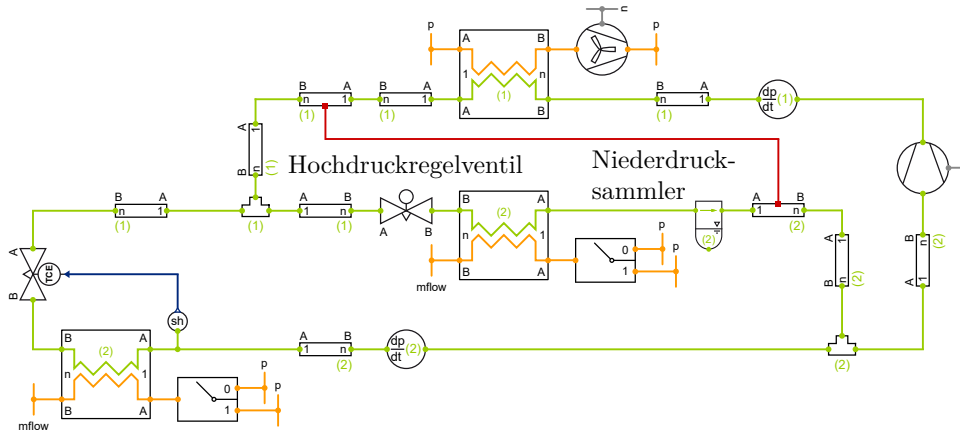 n
p
p
A
B
1
n
(1)
A
B
B
A
n
1
(1)
B
A
n
1
(1)
B
A
n
1
(1)
dp
dt
(1)
A
1
B
n
(1)
Hochdruckregelventil
Niederdruck-
sammler
B
A
n
1
(1)
(1)
A
B
1
n
(1)
A
B
B
A
(2)
n
1
B
A
mflow
0
1
p
p
(2)
A
B
1
n
(2)
A
1
B
n
(2)
B
n
A
1
(2)
A
B
TCE
sh
B
A
(2)
n
1
B
A
mflow
0
1
p
p
A
B
1
n
(2)
dp
dt
(2)
(2)